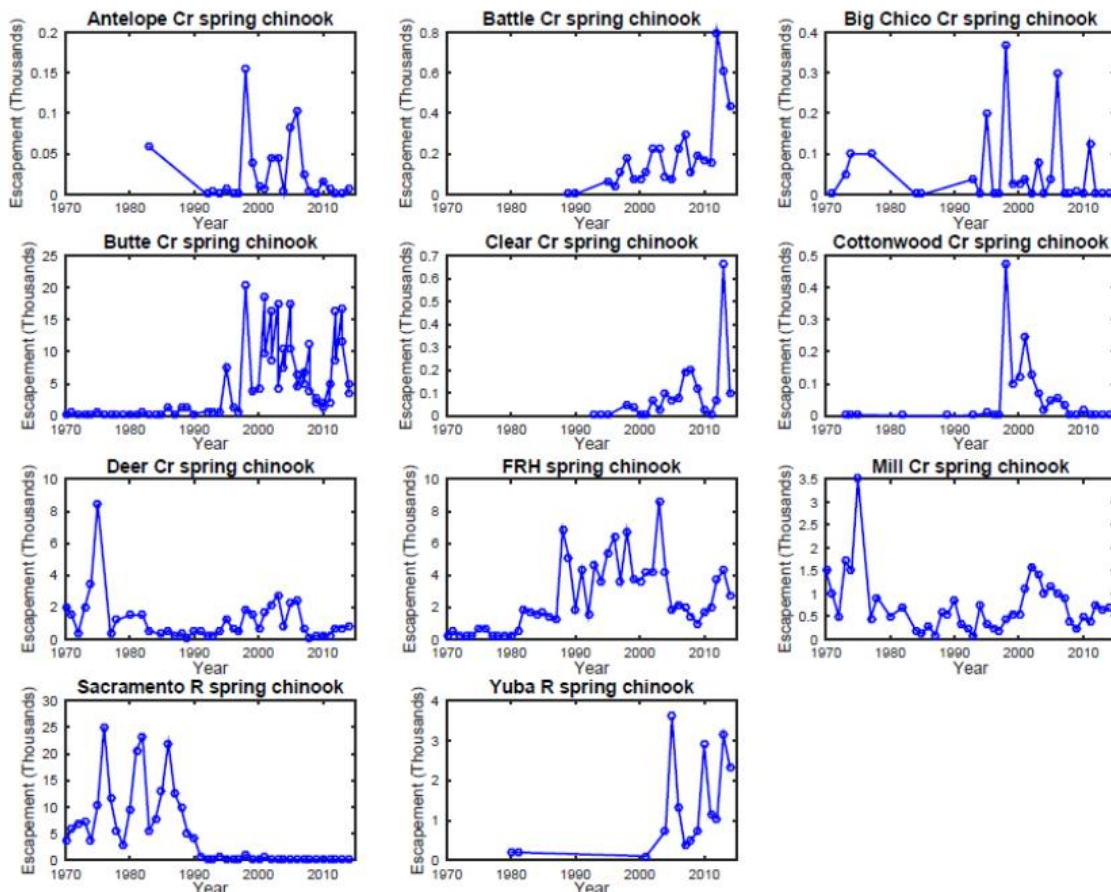 Antelope Cr spring chinook
Escapement (Thousands)
0.2
0.15
0.1
0.05
0
1970 1980 1990 2000 2010
Year
Battle Cr spring chinook
Escapement (Thousands)
0.8
0.6
0.4
0.2
0
1970 1980 1990 2000 2010
Year
Big Chico Cr spring chinook
Escapement (Thousands)
0.4
0.3
0.2
0.1
0
1970 1980 1990 2000 2010
Year
Butte Cr spring chinook
Escapement (Thousands)
25
20
15
10
5
0
1970 1980 1990 2000 2010
Year
Clear Cr spring chinook
Escapement (Thousands)
0.7
0.6
0.5
0.4
0.3
0.2
0.1
0
1970 1980 1990 2000 2010
Year
Cottonwood Cr spring chinook
Escapement (Thousands)
0.5
0.4
0.3
0.2
0.1
0
1970 1980 1990 2000 2010
Year
Deer Cr spring chinook
Escapement (Thousands)
10
8
6
4
2
0
1970 1980 1990 2000 2010
Year
FRH spring chinook
Escapement (Thousands)
10
8
6
4
2
0
1970 1980 1990 2000 2010
Year
Mill Cr spring chinook
Escapement (Thousands)
3.5
3
2.5
2
1.5
1
0.5
0
1970 1980 1990 2000 2010
Year
Sacramento R spring chinook
Escapement (Thousands)
30
25
20
15
10
5
0
1970 1980 1990 2000 2010
Year
Yuba R spring chinook
Escapement (Thousands)
4
3
2
1
0
1970 1980 1990 2000 2010
Year